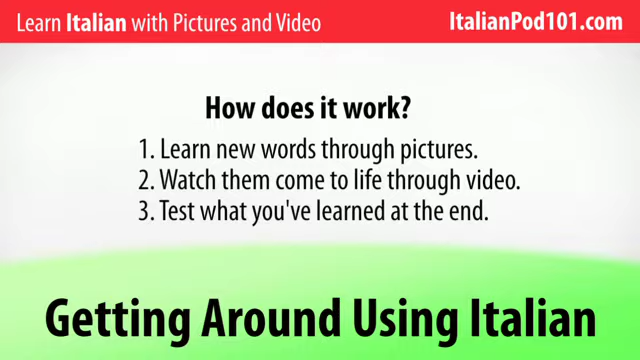 Learn Italian with Pictures and Video
ItalianPod101.com
How does it work?
1. Learn new words through pictures.
2. Watch them come to life through video.
3. Test what you've learned at the end.
Getting Around Using Italian